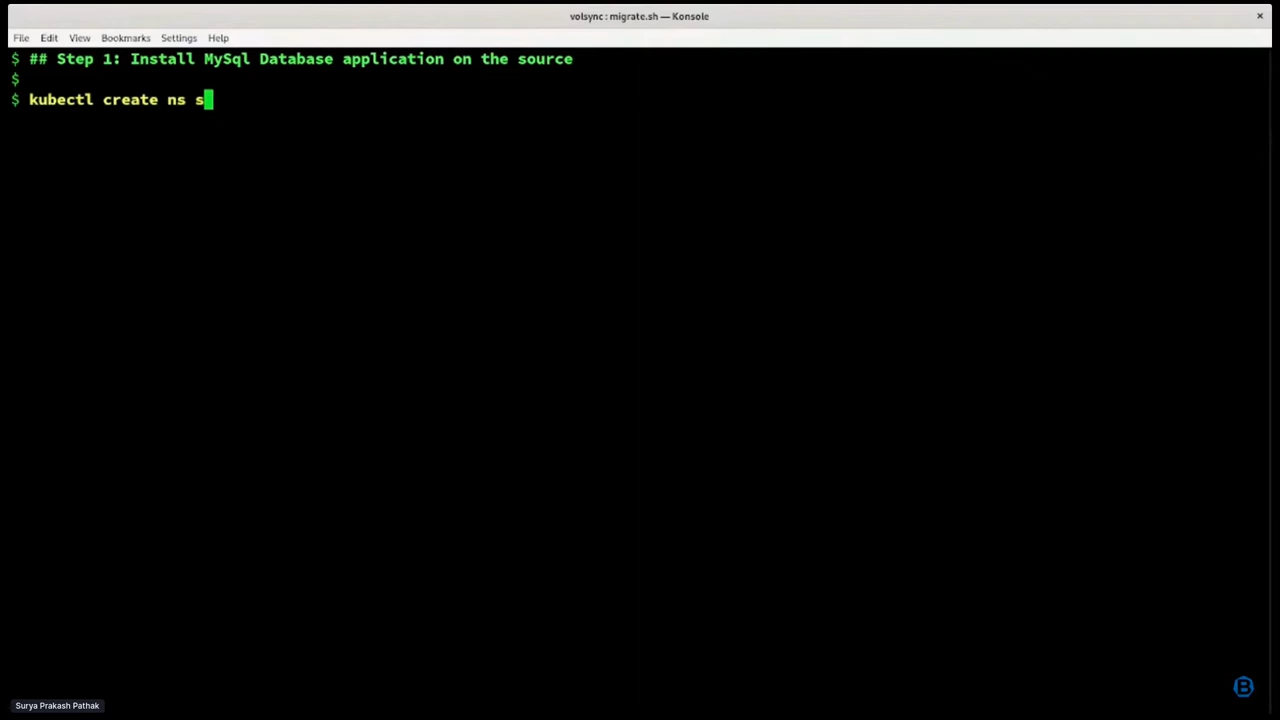 volsync : migrate.sh — Konsole
File Edit View Bookmarks Settings Help
$ ## Step 1: Install MySql Database application on the source
$
$ kubectl create ns s
B
Surya Prakash Pathak